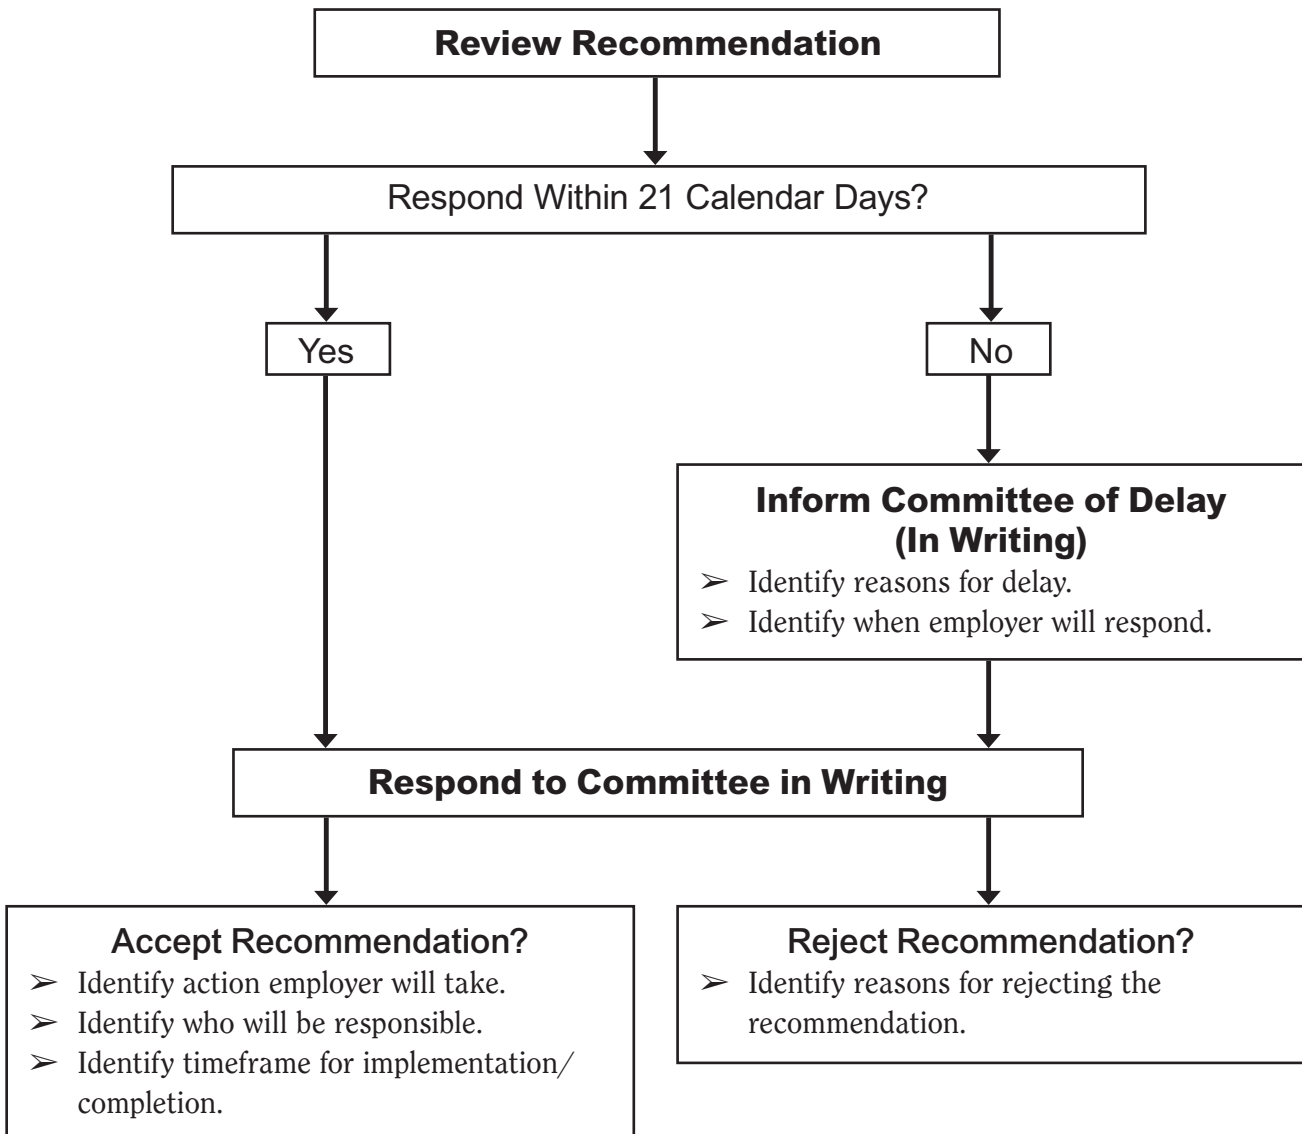 Review Recommendation
Respond Within 21 Calendar Days?
Yes
No
Inform Committee of Delay
(In Writing)
➢ Identify reasons for delay.
➢ Identify when employer will respond.
Respond to Committee in Writing
Accept Recommendation?
➢ Identify action employer will take.
➢ Identify who will be responsible.
➢ Identify timeframe for implementation/
completion.
Reject Recommendation?
➢ Identify reasons for rejecting the
recommendation.